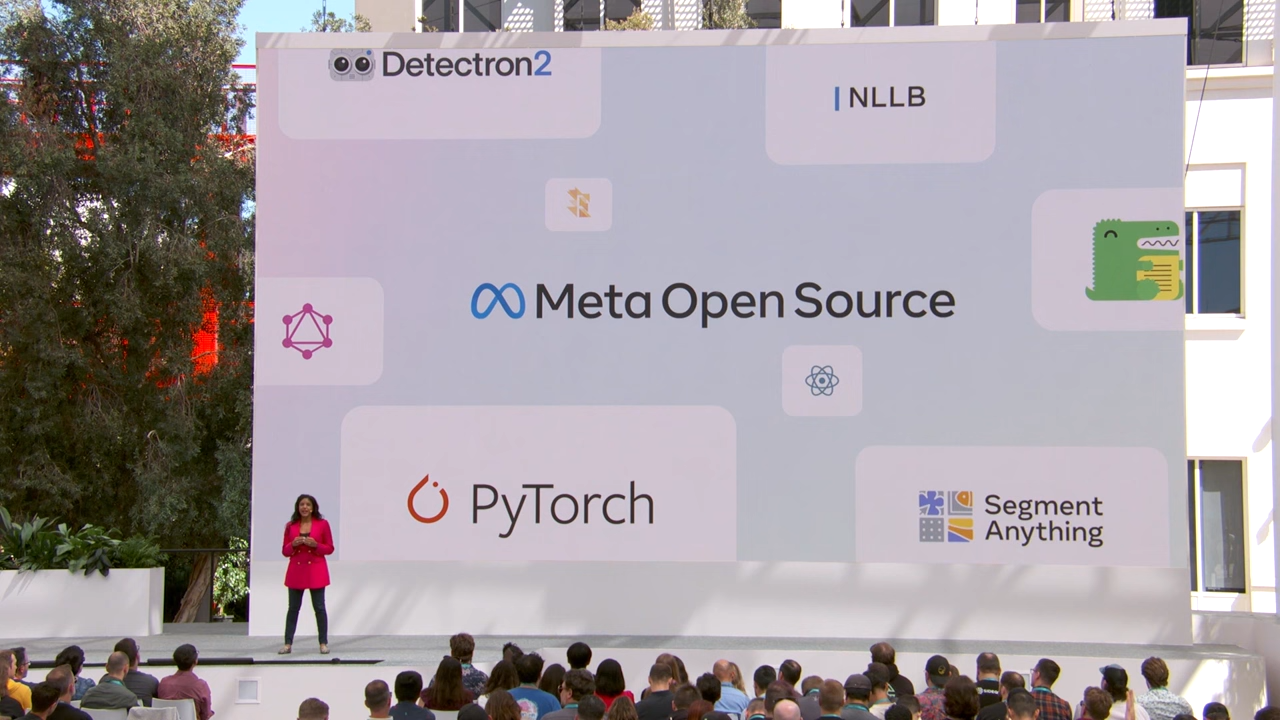 Detectron2
NLLB
Meta Open Source
PyTorch
Segment
Anything